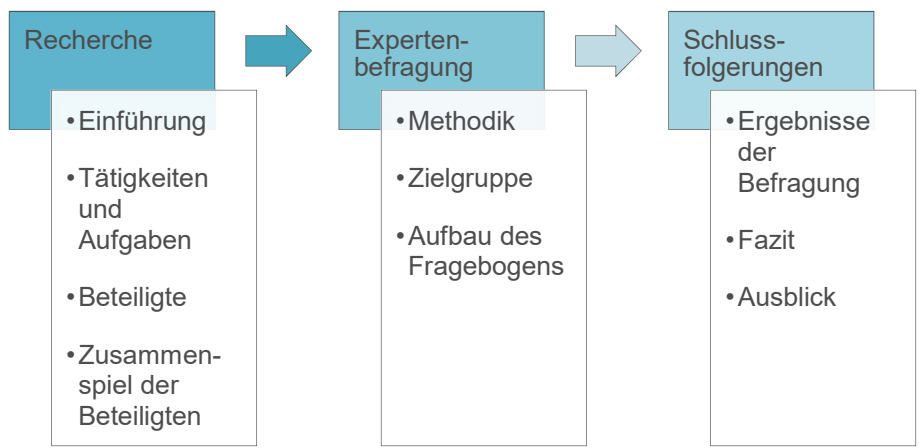 Recherche
• Einführung
• Tätigkeiten
und
Aufgaben
• Beteiligte
• Zusammen-
spiel der
Beteiligten
Experten-
befragung
• Methodik
• Zielgruppe
• Aufbau des
Fragebogens
Schluss-
folgerungen
• Ergebnisse
der
Befragung
• Fazit
• Ausblick